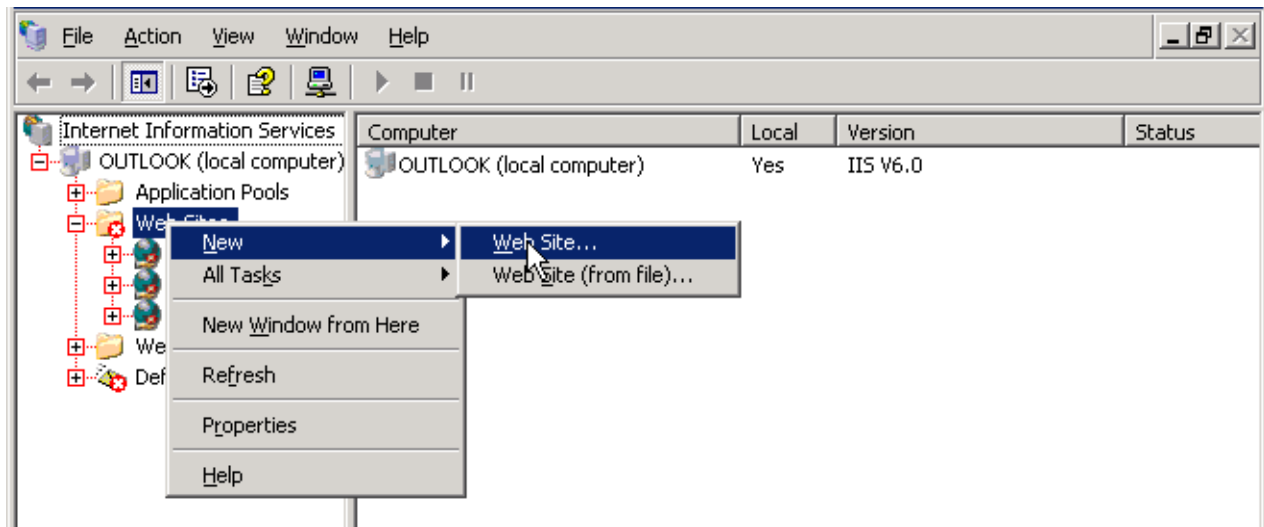 File Action View Window Help
Internet Information Services
Computer Local Version Status
OUTLOOK (local computer)
OUTLOOK (local computer) Yes IIS V6.0
Application Pools
New
Web Site...
All Tasks
Web Site (from file)...
New Window from Here
We
Refresh
Def
Properties
Help